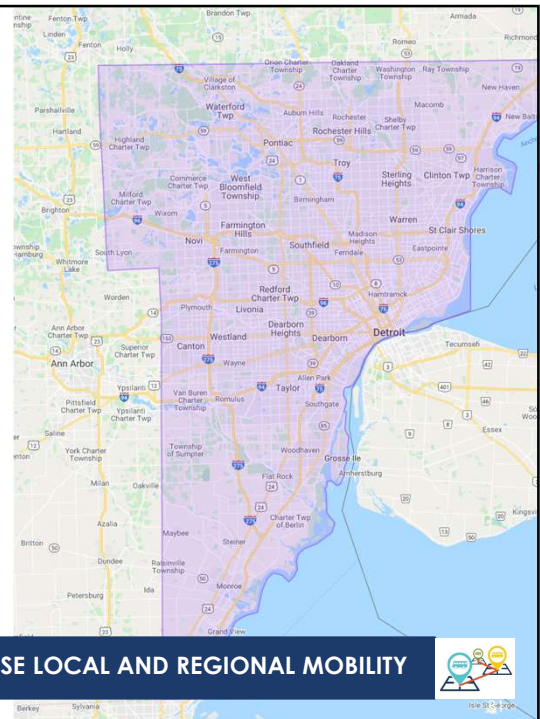 Brandon Twp
Armada
Fenton Twp
Linden
Fenton
Holly
Romeo
Richmond
Orion Charter
Township
Oakland
Charter
Township
Washington
Township
Ray Township
Village of
Clarkston
New Haven
Parshallville
Waterford
Twp
Auburn Hills
Rochester
Shelby
Charter Twp
Macomb
Rochester Hills
Hartland
Highland
Charter Twp
Pontiac
Troy
Sterling
Heights
Clinton Twp
Harrison
Charter
Township
Commerce
Charter Twp
West
Bloomfield
Township
Milford
Charter Twp
Birmingham
Brighton
Wixom
Warren
St Clair Shores
Farmington
Hills
Madison
Heights
Novi
Southfield
Eastpointe
Farmington
Ferndale
South Lyon
Whitmore
Lake
Redford
Charter Twp
Hamtramck
Worden
Plymouth
Livonia
Dearborn
Heights
Detroit
Tecumseh
Ann Arbor
Charter Twp
Superior
Charter Twp
Westland
Dearborn
Canton
Ann Arbor
Wayne
Allen Park
Ypsilanti
Van Buren
Charter
Township
Romulus
Taylor
Pittsfield
Charter Twp
Ypsilanti
Charter
Twp
Southgate
Essex
Saline
York Charter
Township
Township
of Sumpter
Woodhaven
Grosse Ile
Amherstburg
Milan
Oakville
Flat Rock
Charter Twp
of Berlin
Azalia
Maybee
Steiner
Britton
Dundee
Raisinville
Township
Ida
Monroe
Petersburg
Grand View
SE LOCAL AND REGIONAL MOBILITY
Berkey
Sylvania
Isle St George